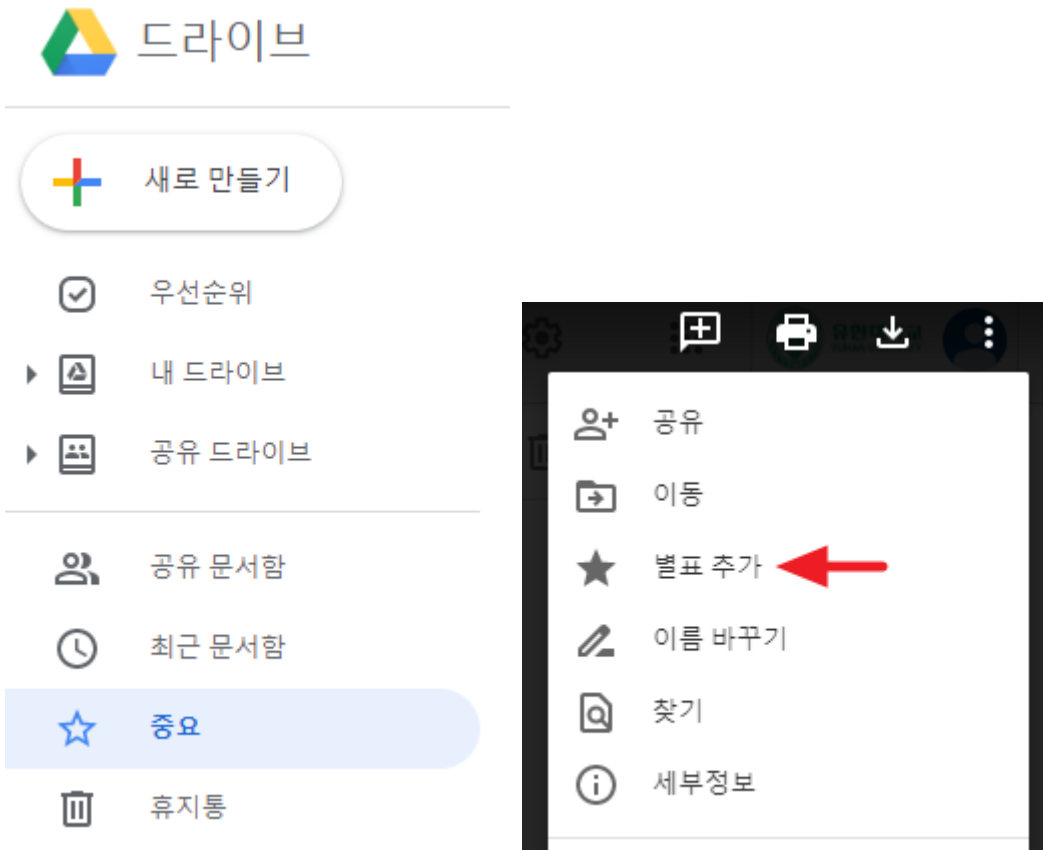 드라이브
새로 만들기
우선순위
내 드라이브
공유 드라이브
공유 문서함
최근 문서함
중요
휴지통
공유
이동
별표 추가
이름 바꾸기
찾기
세부정보